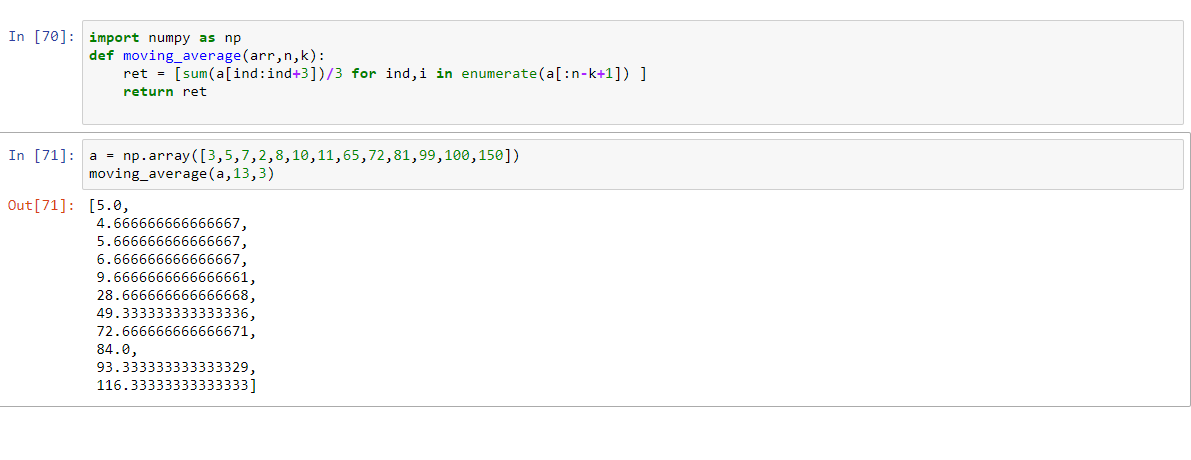 In [70]: import numpy as np
def moving_average(arr,n,k):
    ret = [sum(a[ind:ind+3])/3 for ind,i in enumerate(a[:n-k+1]) ]
    return ret
In [71]: a = np.array([3,5,7,2,8,10,11,65,72,81,99,100,150])
moving_average(a,13,3)
Out[71]: [5.0,
 4.666666666666667,
 5.666666666666667,
 6.666666666666667,
 9.6666666666666661,
 28.666666666666668,
 49.333333333333336,
 72.666666666666671,
 84.0,
 93.333333333333329,
 116.33333333333333]